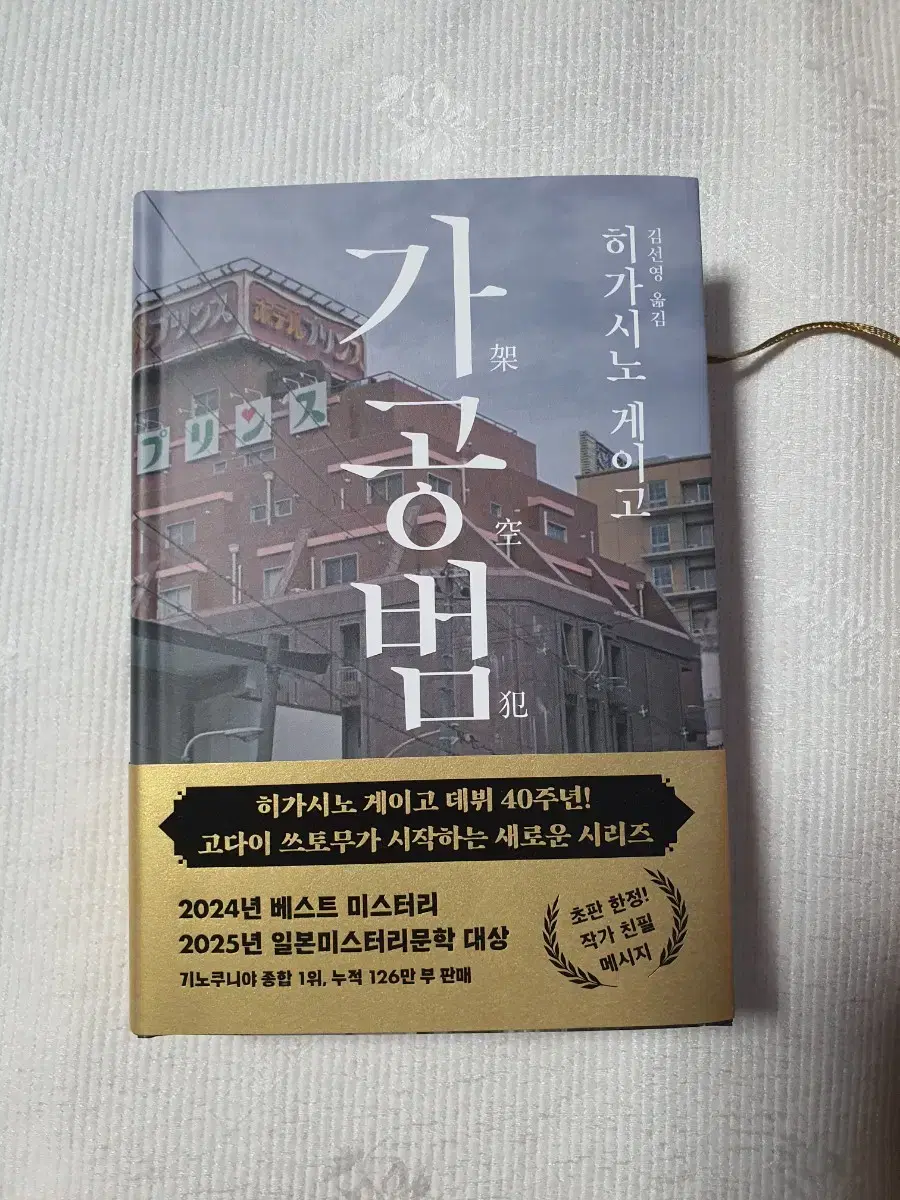 가공범
架空犯
히가시노 게이고
김선영 옮김
プリンス
ホテルプリンス
プリンス
히가시노 게이고 데뷔 40주년!
고다이 쓰토무가 시작하는 새로운 시리즈
2024년 베스트 미스터리
2025년 일본미스터리문학 대상
기노쿠니야 종합 1위, 누적 126만 부 판매
초판 한정!
작가 친필
메시지